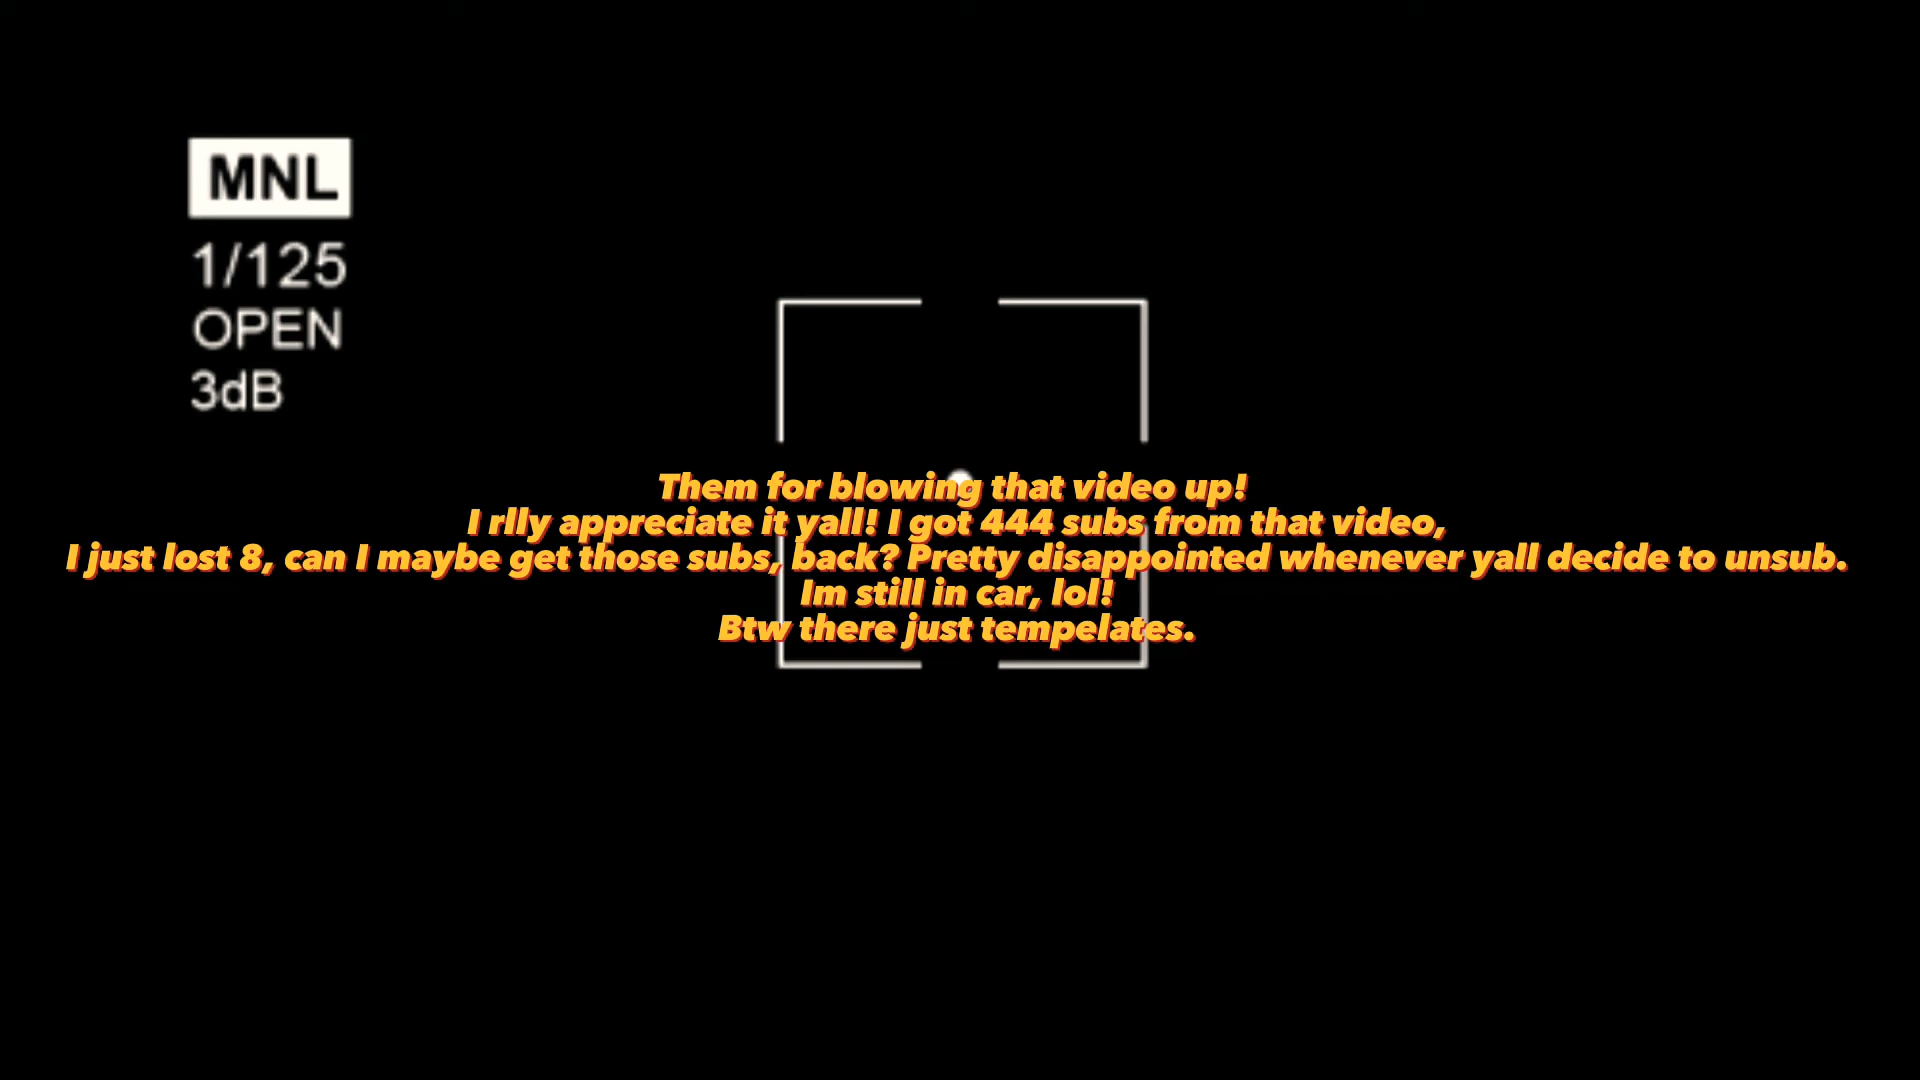 MNL
1/125
OPEN
3dB
Them for blowing that video up!
I rlly appreciate it yall! I got 444 subs from that video,
I just lost 8, can I maybe get those subs, back? Pretty disappointed whenever yall decide to unsub.
Im still in car, lol!
Btw there just tempelates.